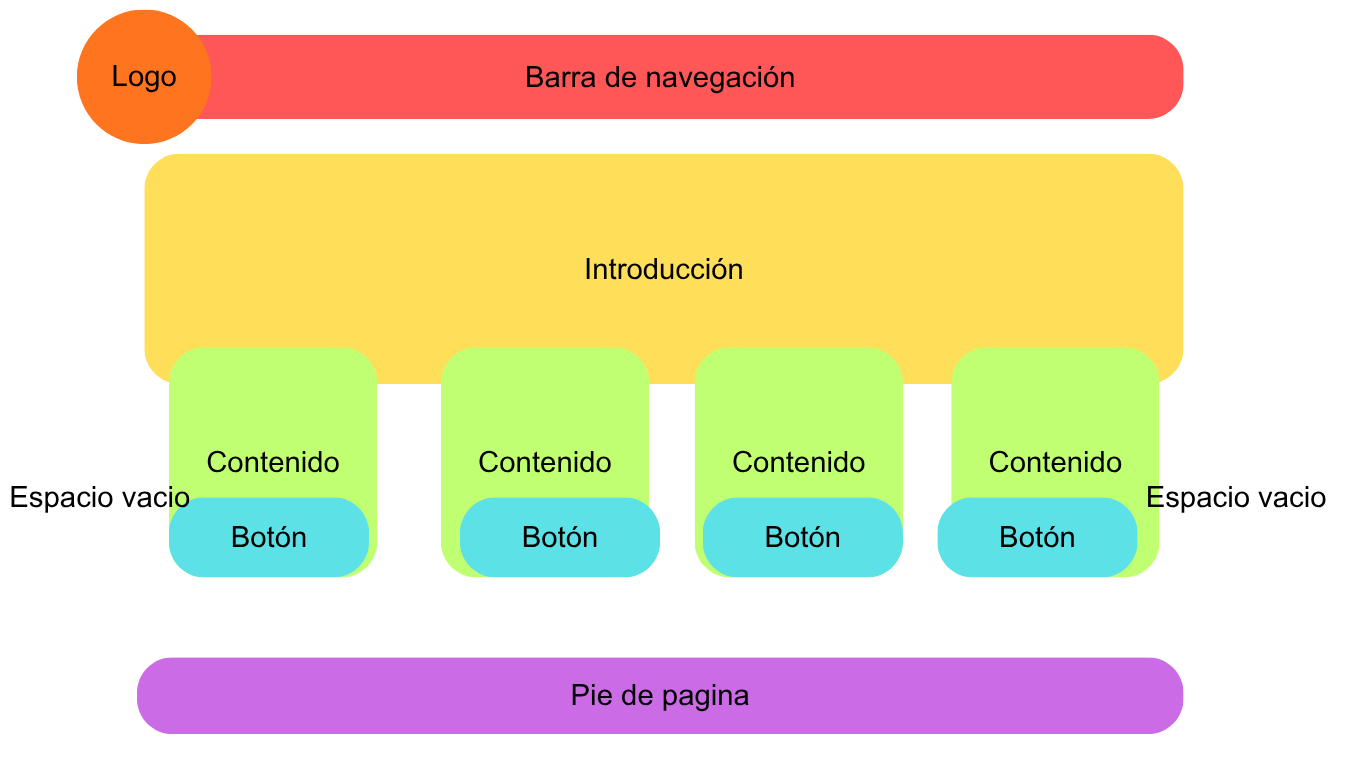 Logo
Barra de navegación
Introducción
Contenido
Contenido
Contenido
Contenido
Espacio vacio
Espacio vacio
Botón
Botón
Botón
Botón
Pie de pagina